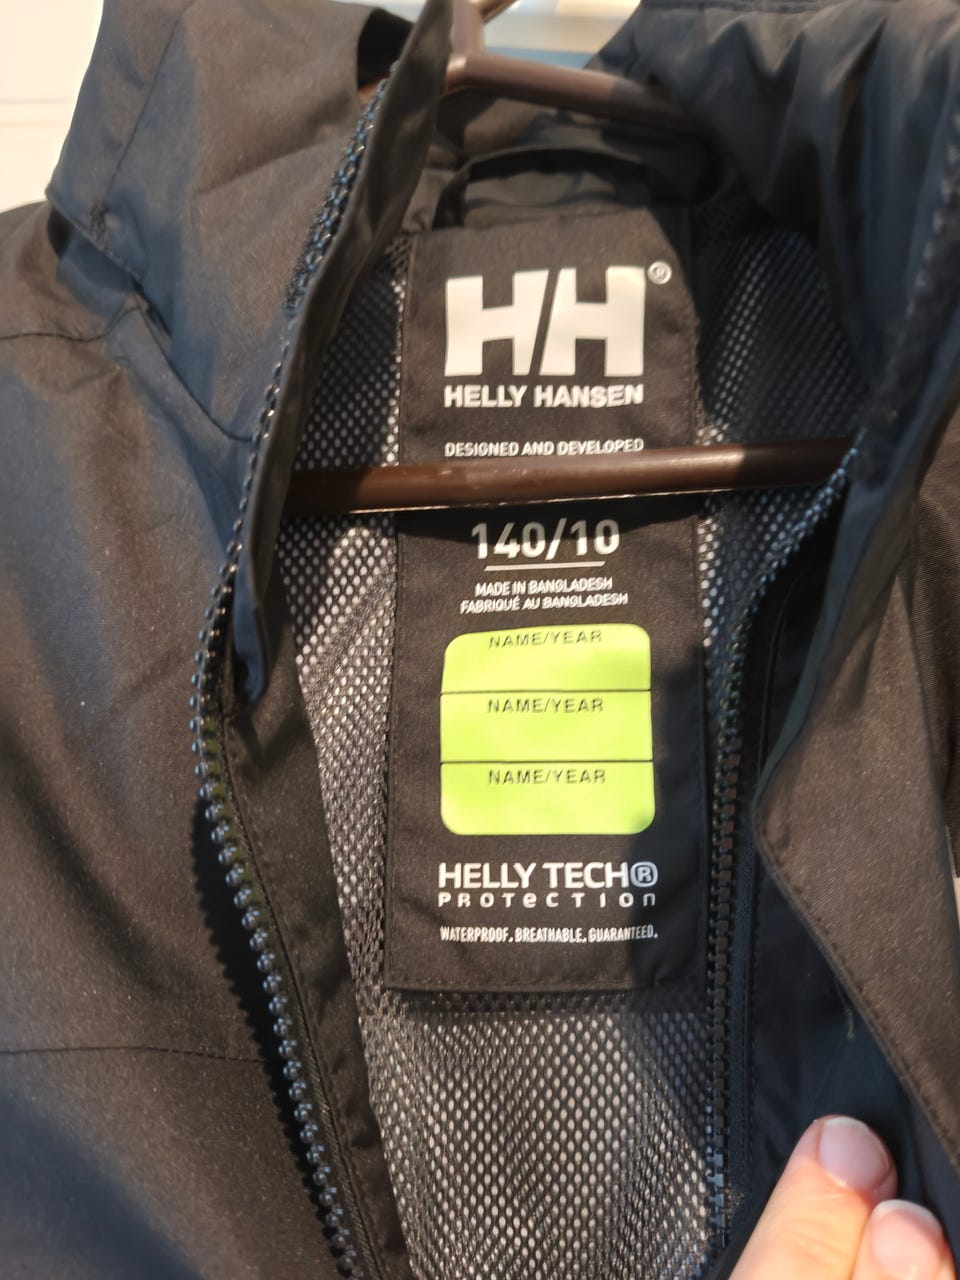 HH®
HELLY HANSEN
DESIGNED AND DEVELOPED
140/10
MADE IN BANGLADESH
FABRIQUÉ AU BANGLADESH
NAME/YEAR
NAME/YEAR
NAME/YEAR
HELLY TECH®
PROTeCTION
WATERPROOF. BREATHABLE. GUARANTEED.